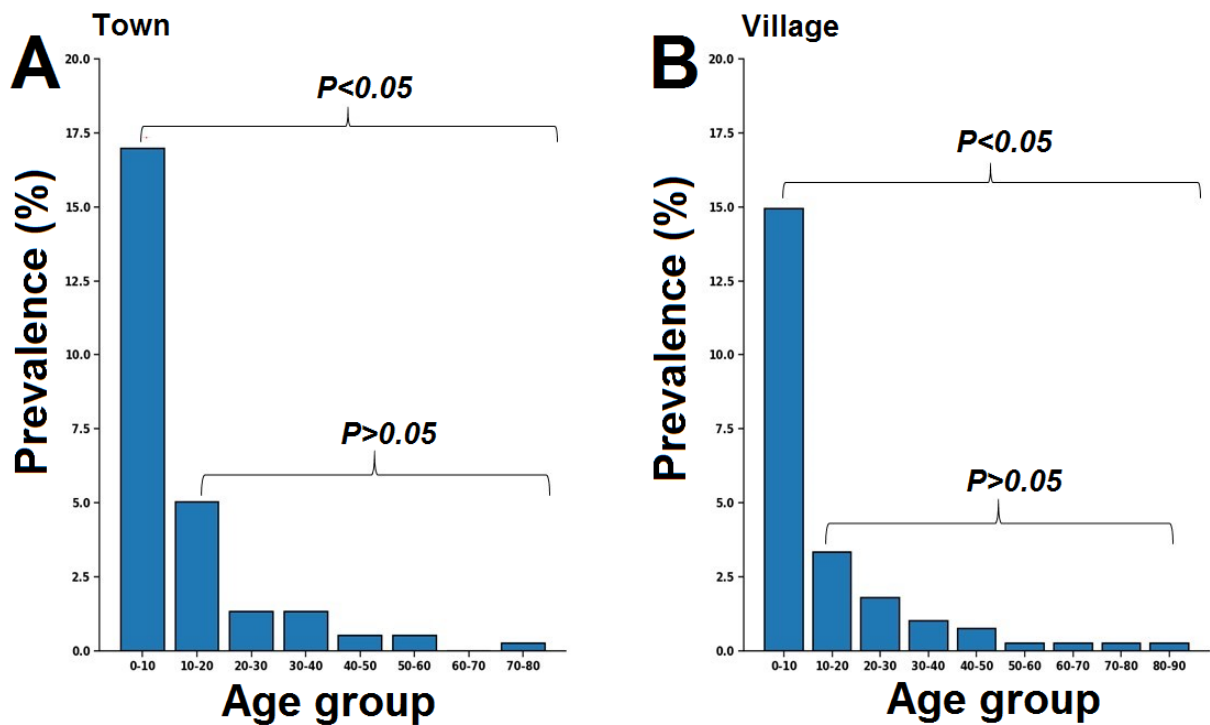 Town
A
20.0
17.5
15.0
12.5
10.0
7.5
5.0
2.5
0.0
Prevalence (%)
P<0.05
P>0.05
0-10 10-20 20-30 30-40 40-50 50-60 60-70 70-80
Age group
Village
B
20.0
17.5
15.0
12.5
10.0
7.5
5.0
2.5
0.0
Prevalence (%)
P<0.05
P>0.05
0-10 10-20 20-30 30-40 40-50 50-60 60-70 70-80 80-90
Age group